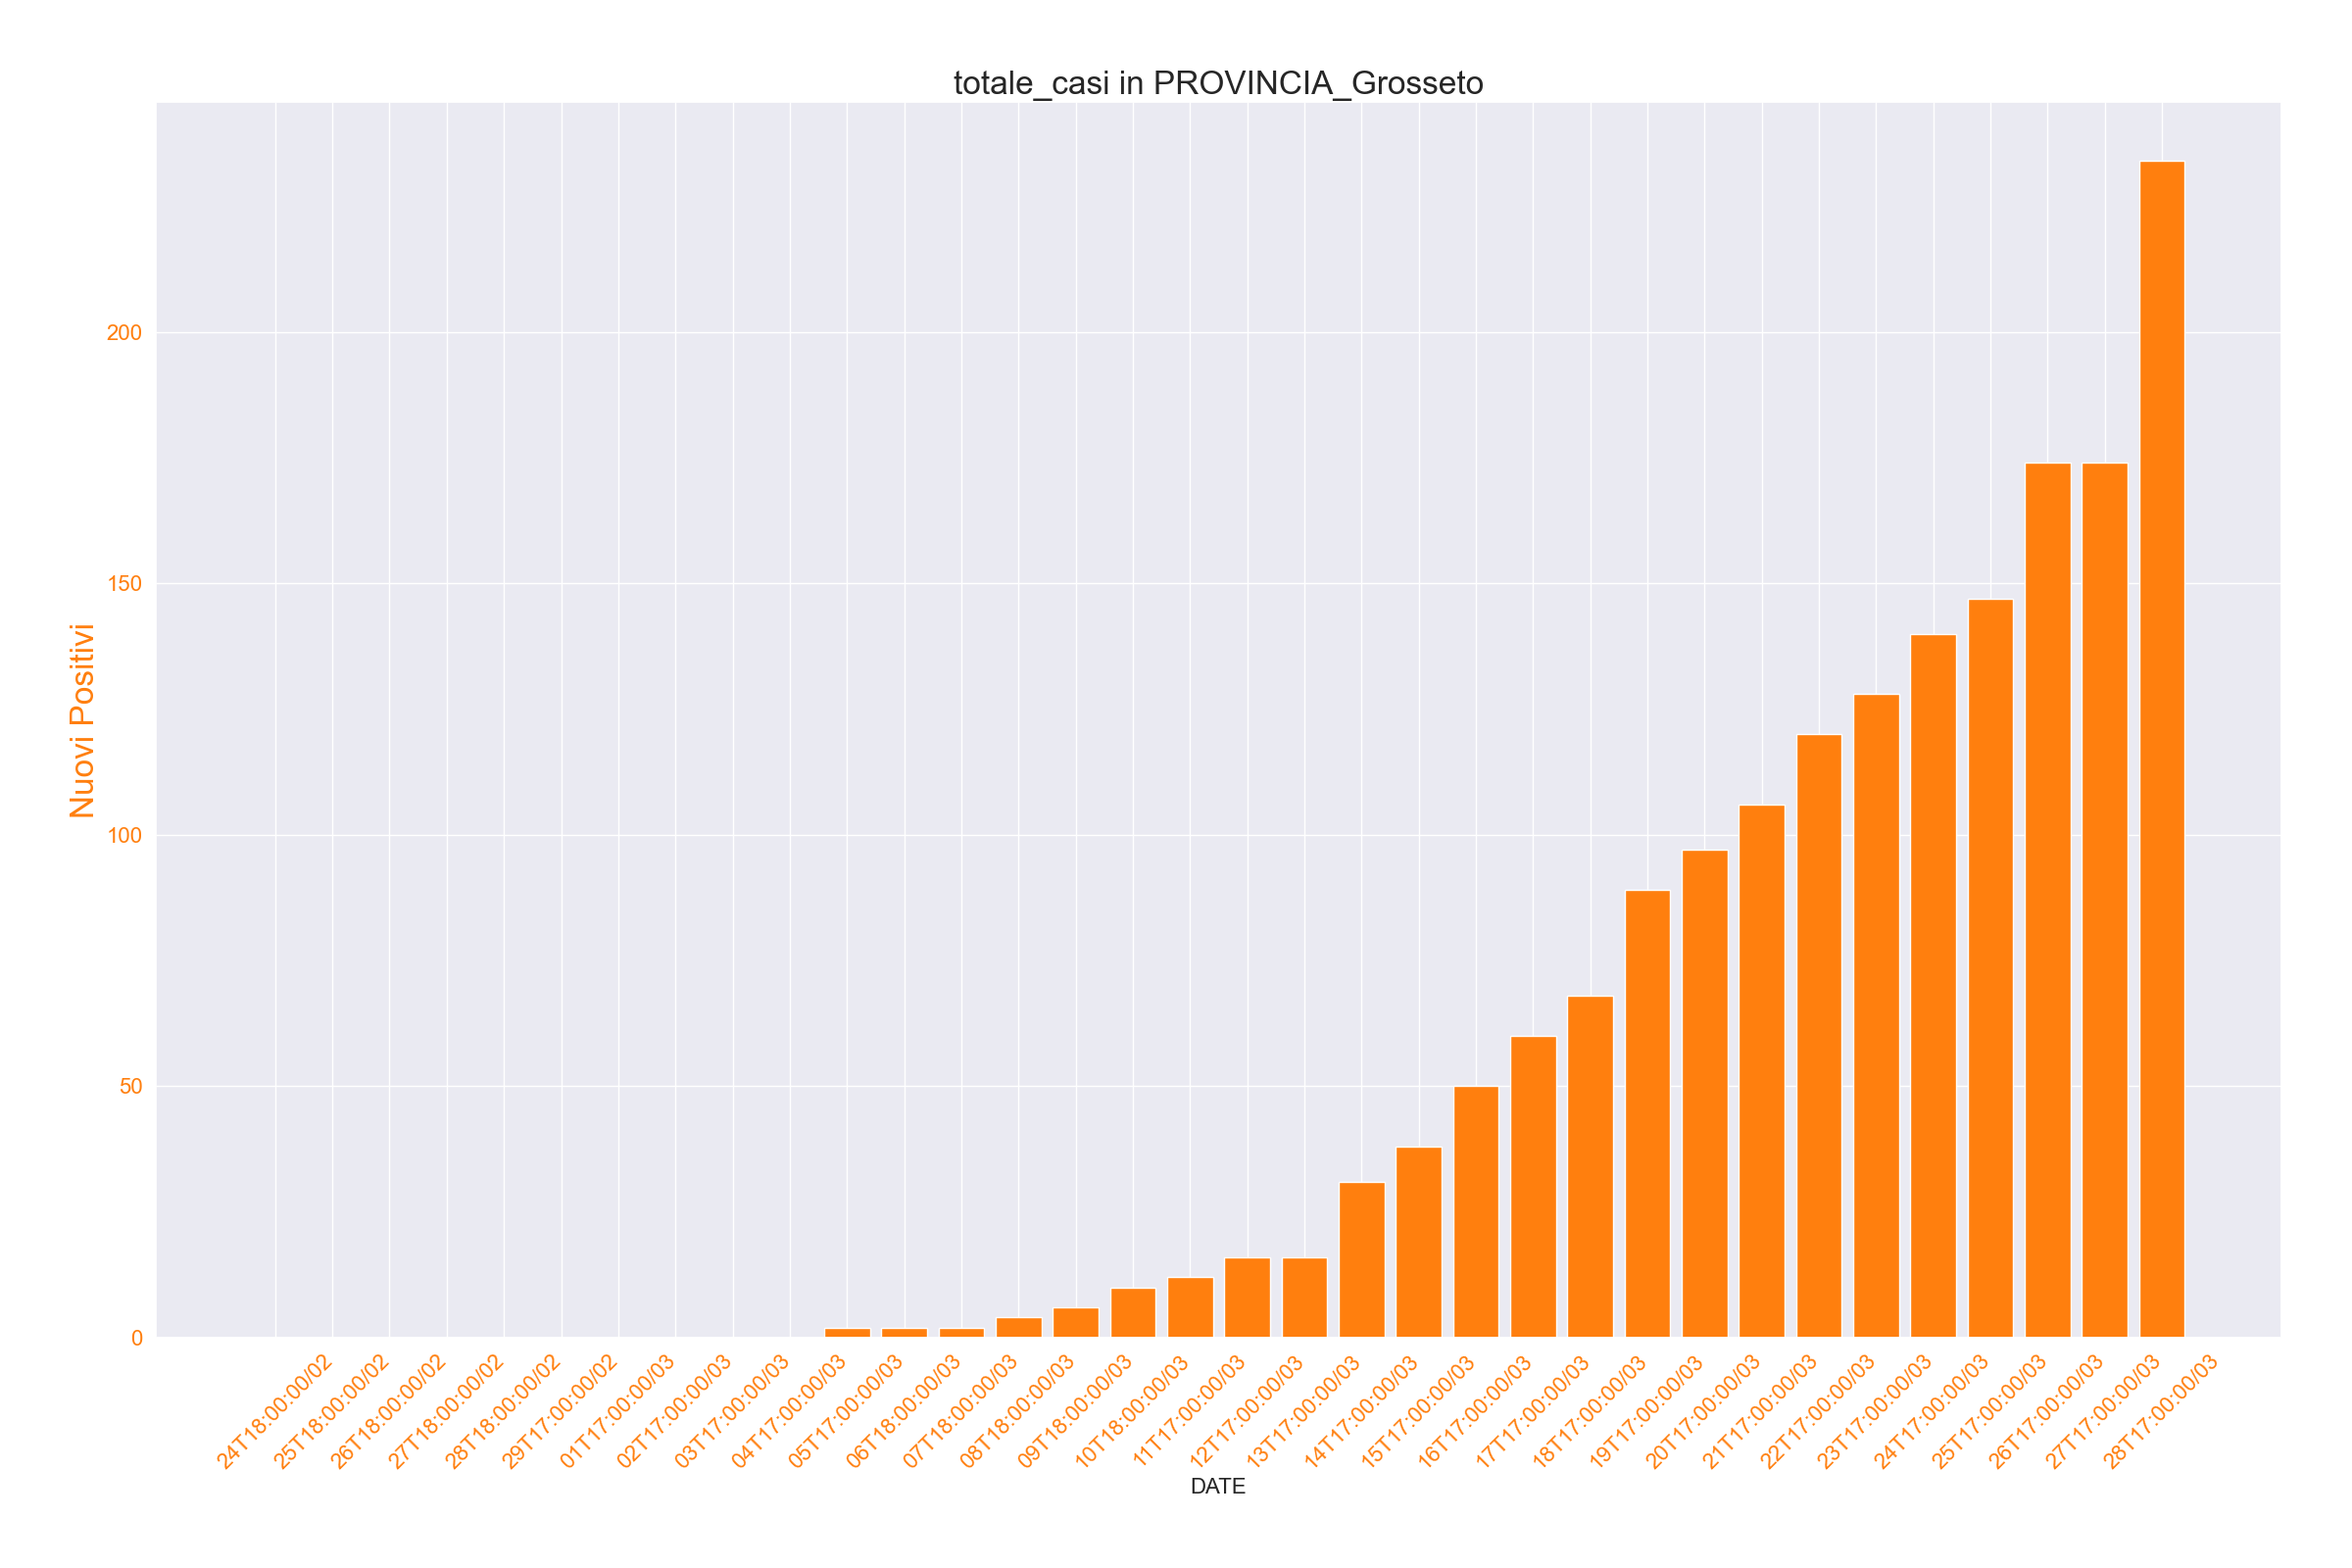 totale_casi in PROVINCIA_Grosseto
Nuovi Positivi
200
150
100
50
0
24T18:00:00/02
25T18:00:00/02
26T18:00:00/02
27T18:00:00/02
28T18:00:00/02
29T17:00:00/02
01T17:00:00/03
02T17:00:00/03
03T17:00:00/03
04T17:00:00/03
05T17:00:00/03
06T18:00:00/03
07T18:00:00/03
08T18:00:00/03
09T18:00:00/03
10T18:00:00/03
11T17:00:00/03
12T17:00:00/03
13T17:00:00/03
14T17:00:00/03
15T17:00:00/03
16T17:00:00/03
17T17:00:00/03
18T17:00:00/03
19T17:00:00/03
20T17:00:00/03
21T17:00:00/03
22T17:00:00/03
23T17:00:00/03
24T17:00:00/03
25T17:00:00/03
26T17:00:00/03
27T17:00:00/03
28T17:00:00/03
DATE